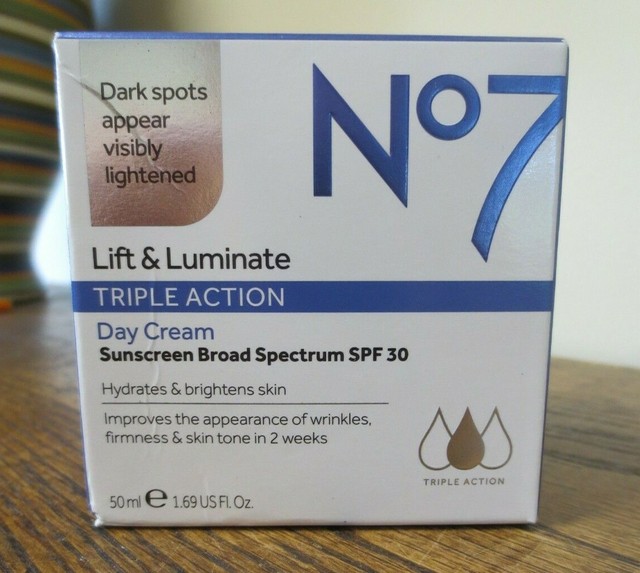 Dark spots
appear
visibly
lightened
No7
Lift & Luminate
TRIPLE ACTION
Day Cream
Sunscreen Broad Spectrum SPF 30
Hydrates & brightens skin
Improves the appearance of wrinkles,
firmness & skin tone in 2 weeks
TRIPLE ACTION
50 ml e 1.69 US Fl. Oz.